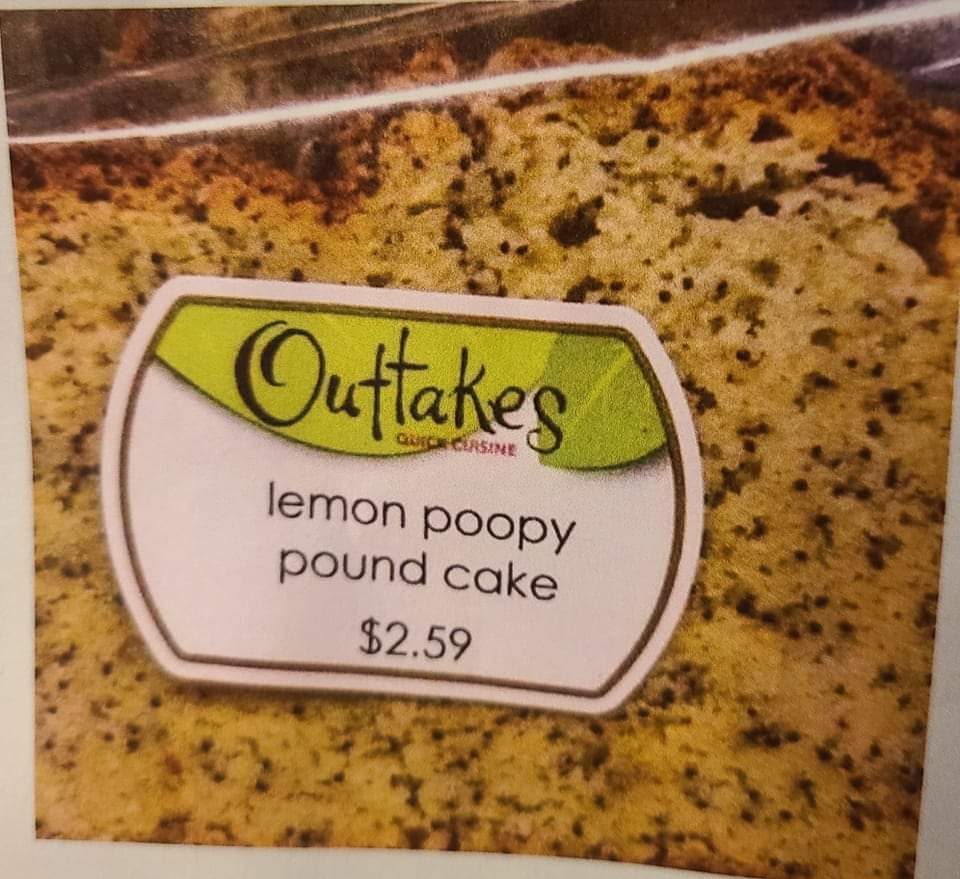 Outtakes
QUICK CUISINE
lemon poopy
pound cake
$2.59